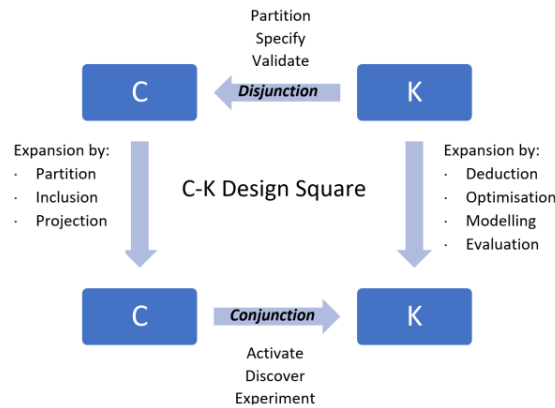 Partition
Specify
Validate
C
Disjunction
K
Expansion by:
· Partition
· Inclusion
· Projection
C-K Design Square
Expansion by:
· Deduction
· Optimisation
· Modelling
· Evaluation
C
Conjunction
K
Activate
Discover
Experiment